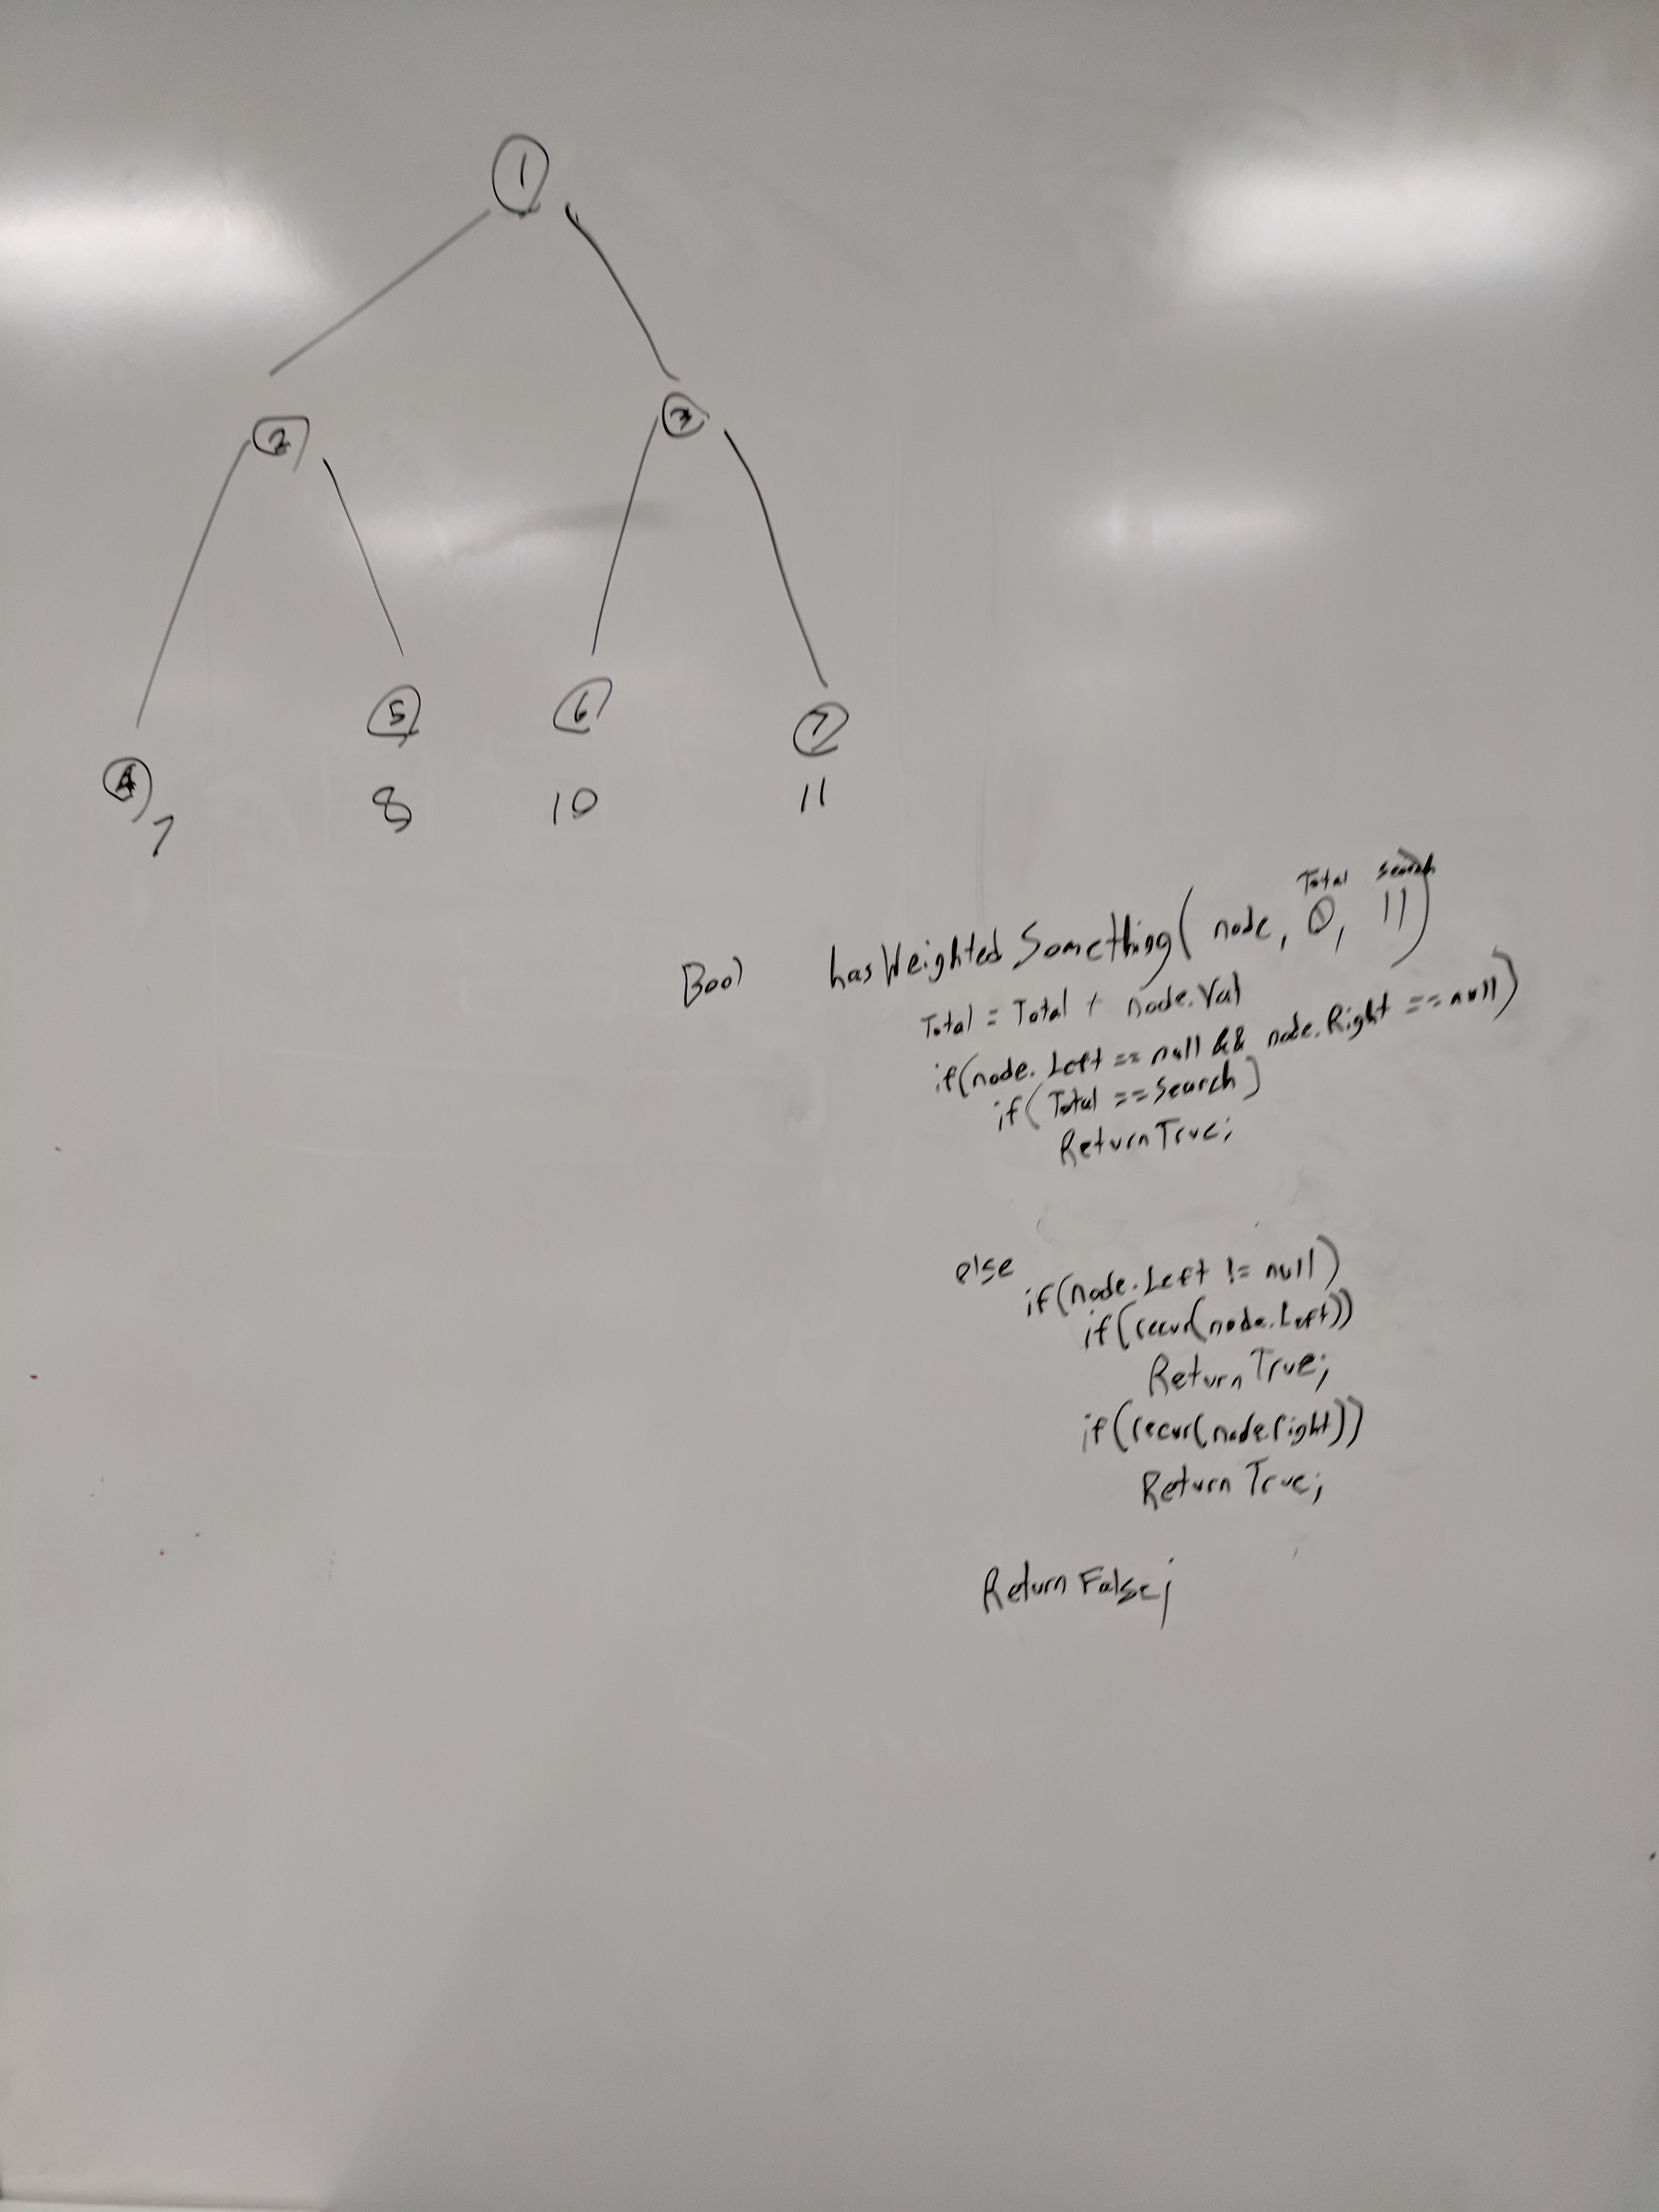 1
2 3
4 5 6 7
7 8 10 11
Total search
Bool hasWeightedSomething( node, 0, 11)
Total = Total + node.Val
if(node.Left == null && node.Right == null)
if( Total == Search)
Return True;
else
if(node.Left != null)
if(recur(node.Left))
Return True;
if(recur(node.right))
Return True;
Return False;